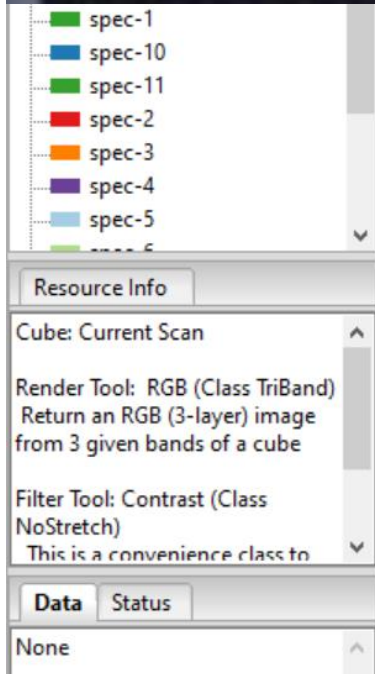 spec-1
spec-10
spec-11
spec-2
spec-3
spec-4
spec-5
spec-6
Resource Info
Cube: Current Scan
Render Tool:  RGB (Class TriBand)
Return an RGB (3-layer) image
from 3 given bands of a cube
Filter Tool: Contrast (Class
NoStretch)
This is a convenience class to
Data Status
None